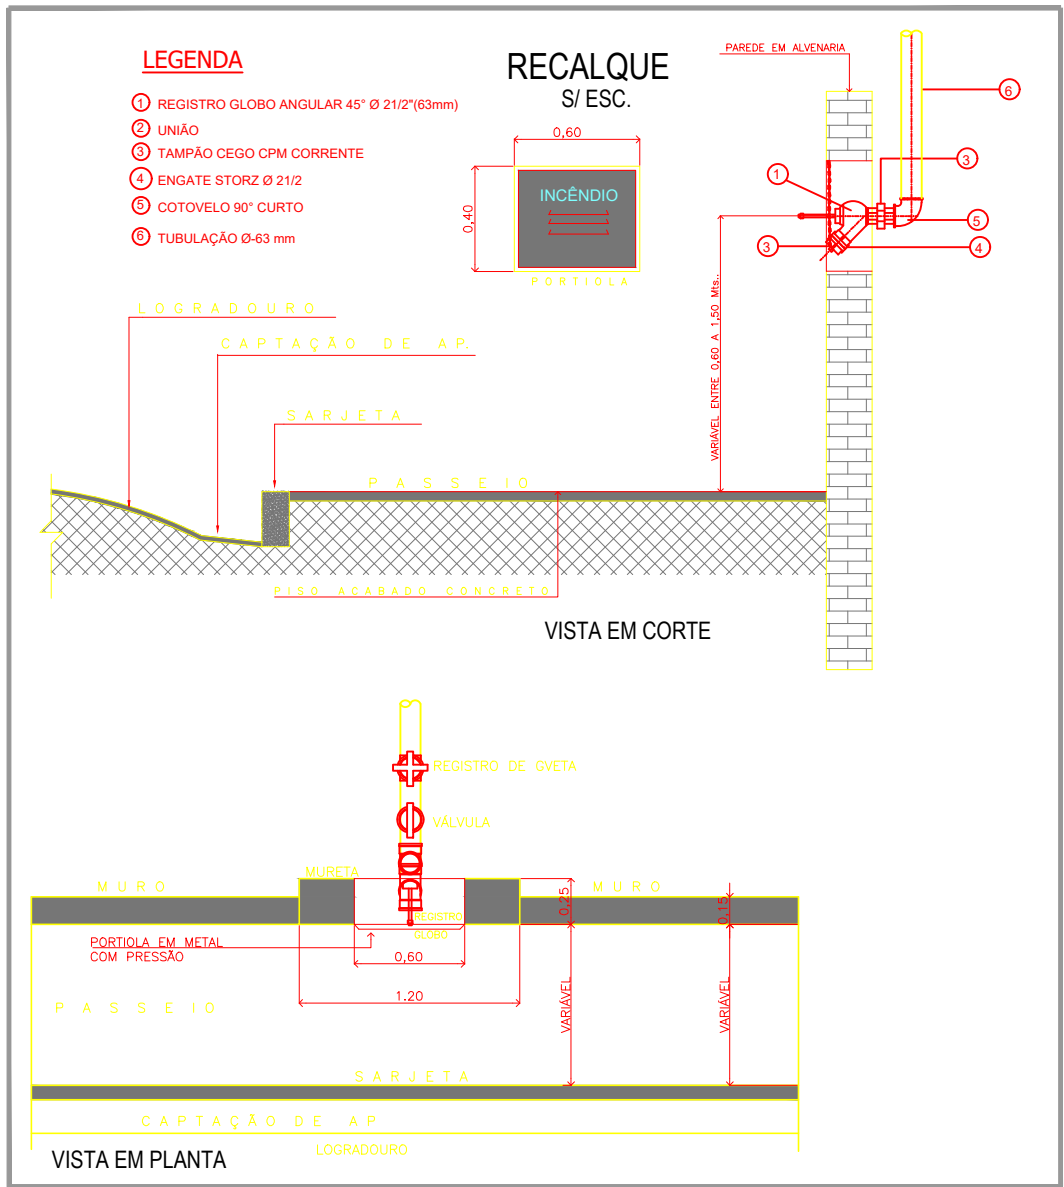 LEGENDA
1 REGISTRO GLOBO ANGULAR 45° Ø 21/2"(63mm)
2 UNIÃO
3 TAMPÃO CEGO CPM CORRENTE
4 ENGATE STORZ Ø 21/2
5 COTOVELO 90° CURTO
6 TUBULAÇÃO Ø-63 mm
RECALQUE
S/ ESC.
0,60
0,40
INCÊNDIO
PORTIOLA
PAREDE EM ALVENARIA
6
3
1
5
3
4
VARIÁVEL ENTRE 0,60 A 1,50 Mts..
LOGRADOURO
CAPTAÇÃO DE AP.
SARJETA
PASSEIO
PISO ACABADO CONCRETO
VISTA EM CORTE
REGISTRO DE GVETA
VÁLVULA
MURETA
MURO
MURO
0,25
0,15
REGISTRO
GLOBO
PORTIOLA EM METAL
COM PRESSÃO
0,60
1.20
PASSEIO
VARIÁVEL
VARIÁVEL
SARJETA
CAPTAÇÃO DE AP
LOGRADOURO
VISTA EM PLANTA